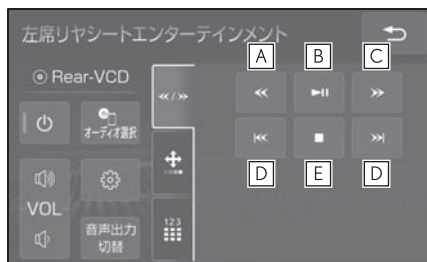 左席リヤシートエンターテインメント
A B C
Rear-VCD
オーディオ選択
D E D
VOL
音声出力
切替
123